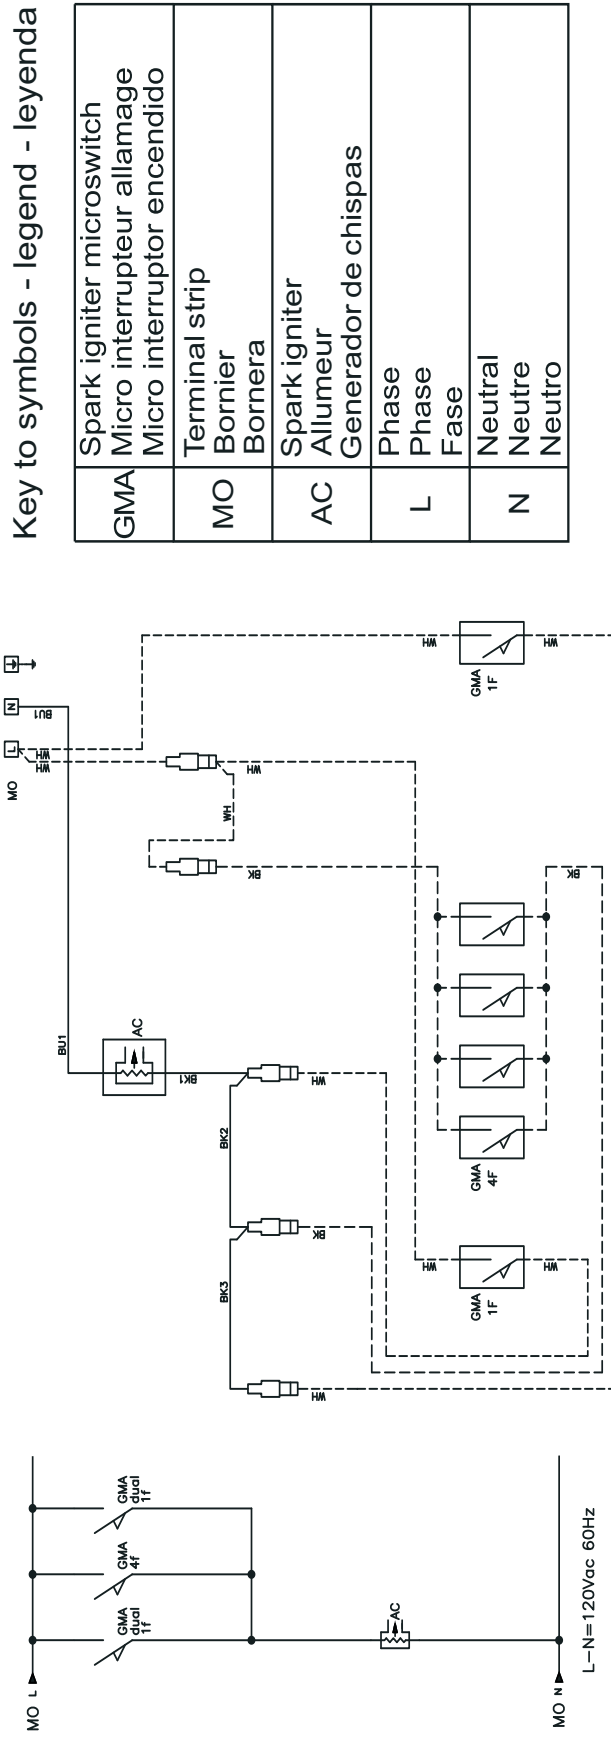 Key to symbols - legend - leyenda
GMA
Spark igniter microswitch
Micro interrupteur allamage
Micro interruptor encendido
MO
Terminal strip
Bornier
Bornera
AC
Spark igniter
Allumeur
Generador de chispas
L
Phase
Phase
Fase
N
Neutral
Neutre
Neutro
MO
L
N
WH
WH
BU1
BU1
AC
BK1
BK2
BK3
WH
WH
BK
WH
BK
WH
WH
GMA
1F
WH
BK
GMA
4F
WH
GMA
1F
WH
MO L
GMA
dual
1f
GMA
4f
GMA
dual
1f
AC
MO N
L-N=120Vac 60Hz